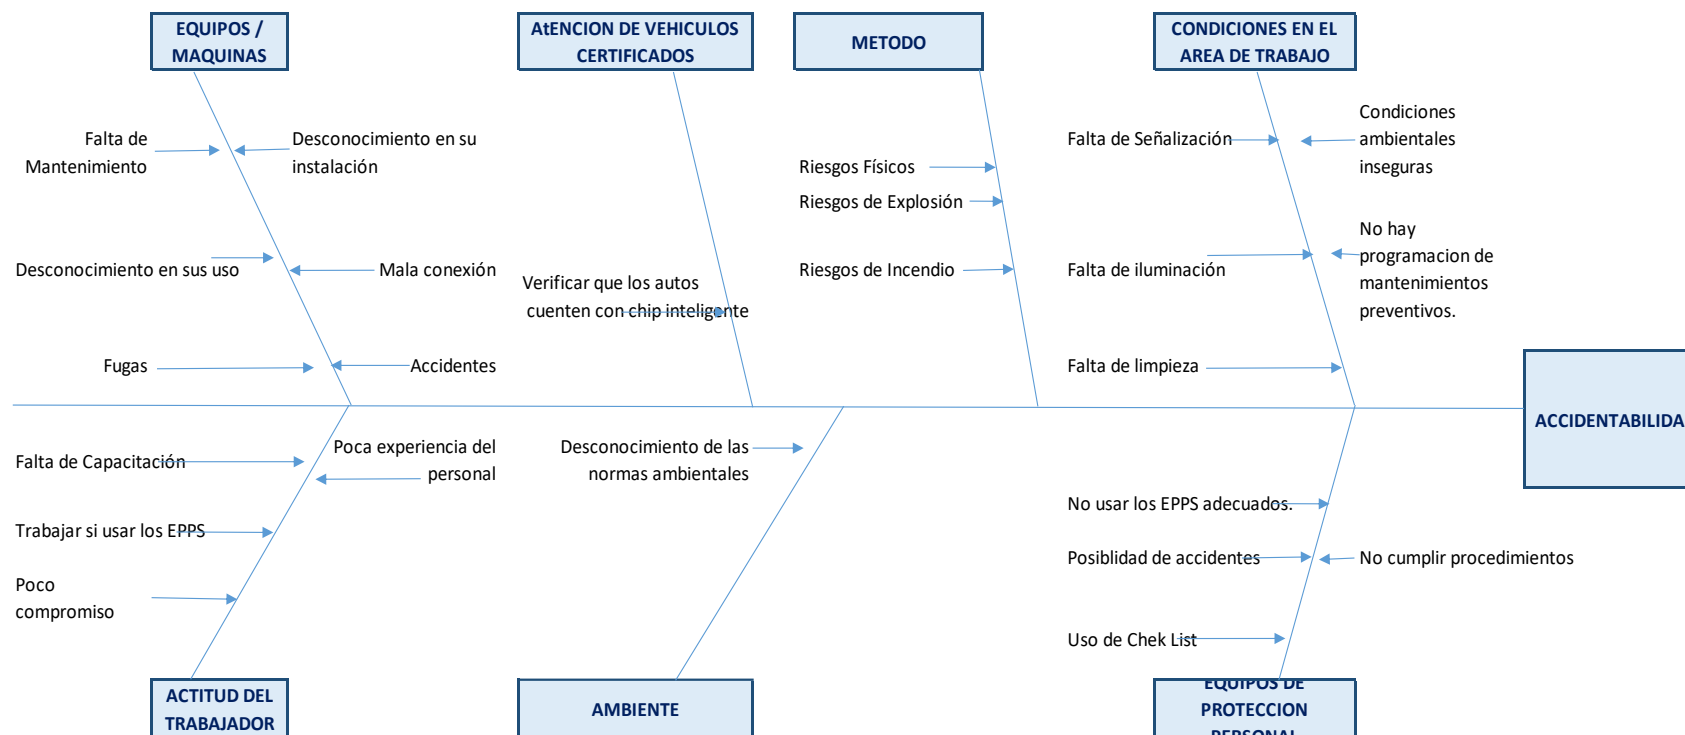 EQUIPOS /
MAQUINAS
AtENCION DE VEHICULOS
CERTIFICADOS
METODO
CONDICIONES EN EL
AREA DE TRABAJO
Falta de
Mantenimiento
Desconocimiento en su
instalación
Desconocimiento en sus uso
Mala conexión
Fugas
Accidentes
Verificar que los autos
cuenten con chip inteligente
Riesgos Físicos
Riesgos de Explosión
Riesgos de Incendio
Falta de Señalización
Condiciones
ambientales
inseguras
Falta de iluminación
No hay
programacion de
mantenimientos
preventivos.
Falta de limpieza
ACCIDENTABILIDA
Falta de Capacitación
Poca experiencia del
personal
Trabajar si usar los EPPS
Poco
compromiso
Desconocimiento de las
normas ambientales
No usar los EPPS adecuados.
Posiblidad de accidentes
No cumplir procedimientos
Uso de Chek List
ACTITUD DEL
TRABAJADOR
AMBIENTE
EQUIPOS DE
PROTECCION
PERSONAL